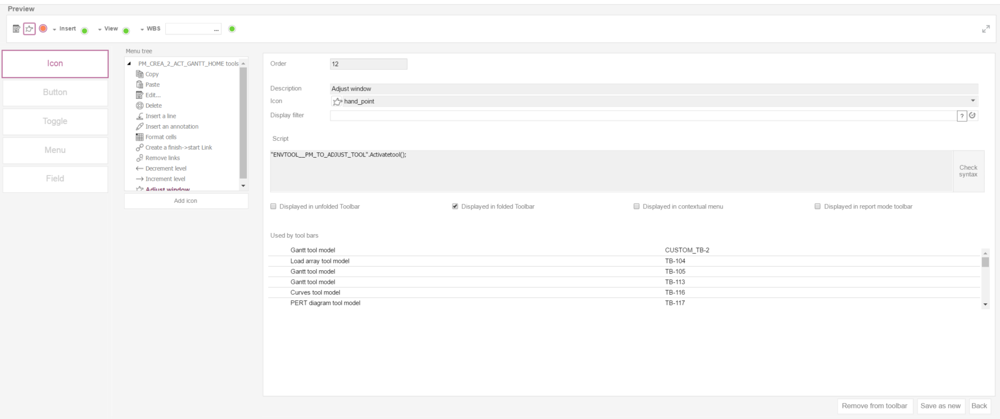 Preview
Insert View WBS ...
Icon
Button
Toggle
Menu
Field
Menu tree
PM_CREA_2_ACT_GANTT_HOME tools
Copy
Paste
Edit...
Delete
Insert a line
Insert an annotation
Format cells
Create a finish->start Link
Remove links
Decrement level
Increment level
Adjust window
Add icon
Order 12
Description Adjust window
Icon hand_point
Display filter ?
Script
"ENVTOOL__PM_TO_ADJUST_TOOL".Activatetool();
Check
syntax
Displayed in unfolded Toolbar Displayed in folded Toolbar Displayed in contextual menu Displayed in report mode toolbar
Used by tool bars
Gantt tool model CUSTOM_TB-2
Load array tool model TB-104
Gantt tool model TB-105
Gantt tool model TB-113
Curves tool model TB-116
PERT diagram tool model TB-117
Remove from toolbar Save as new Back